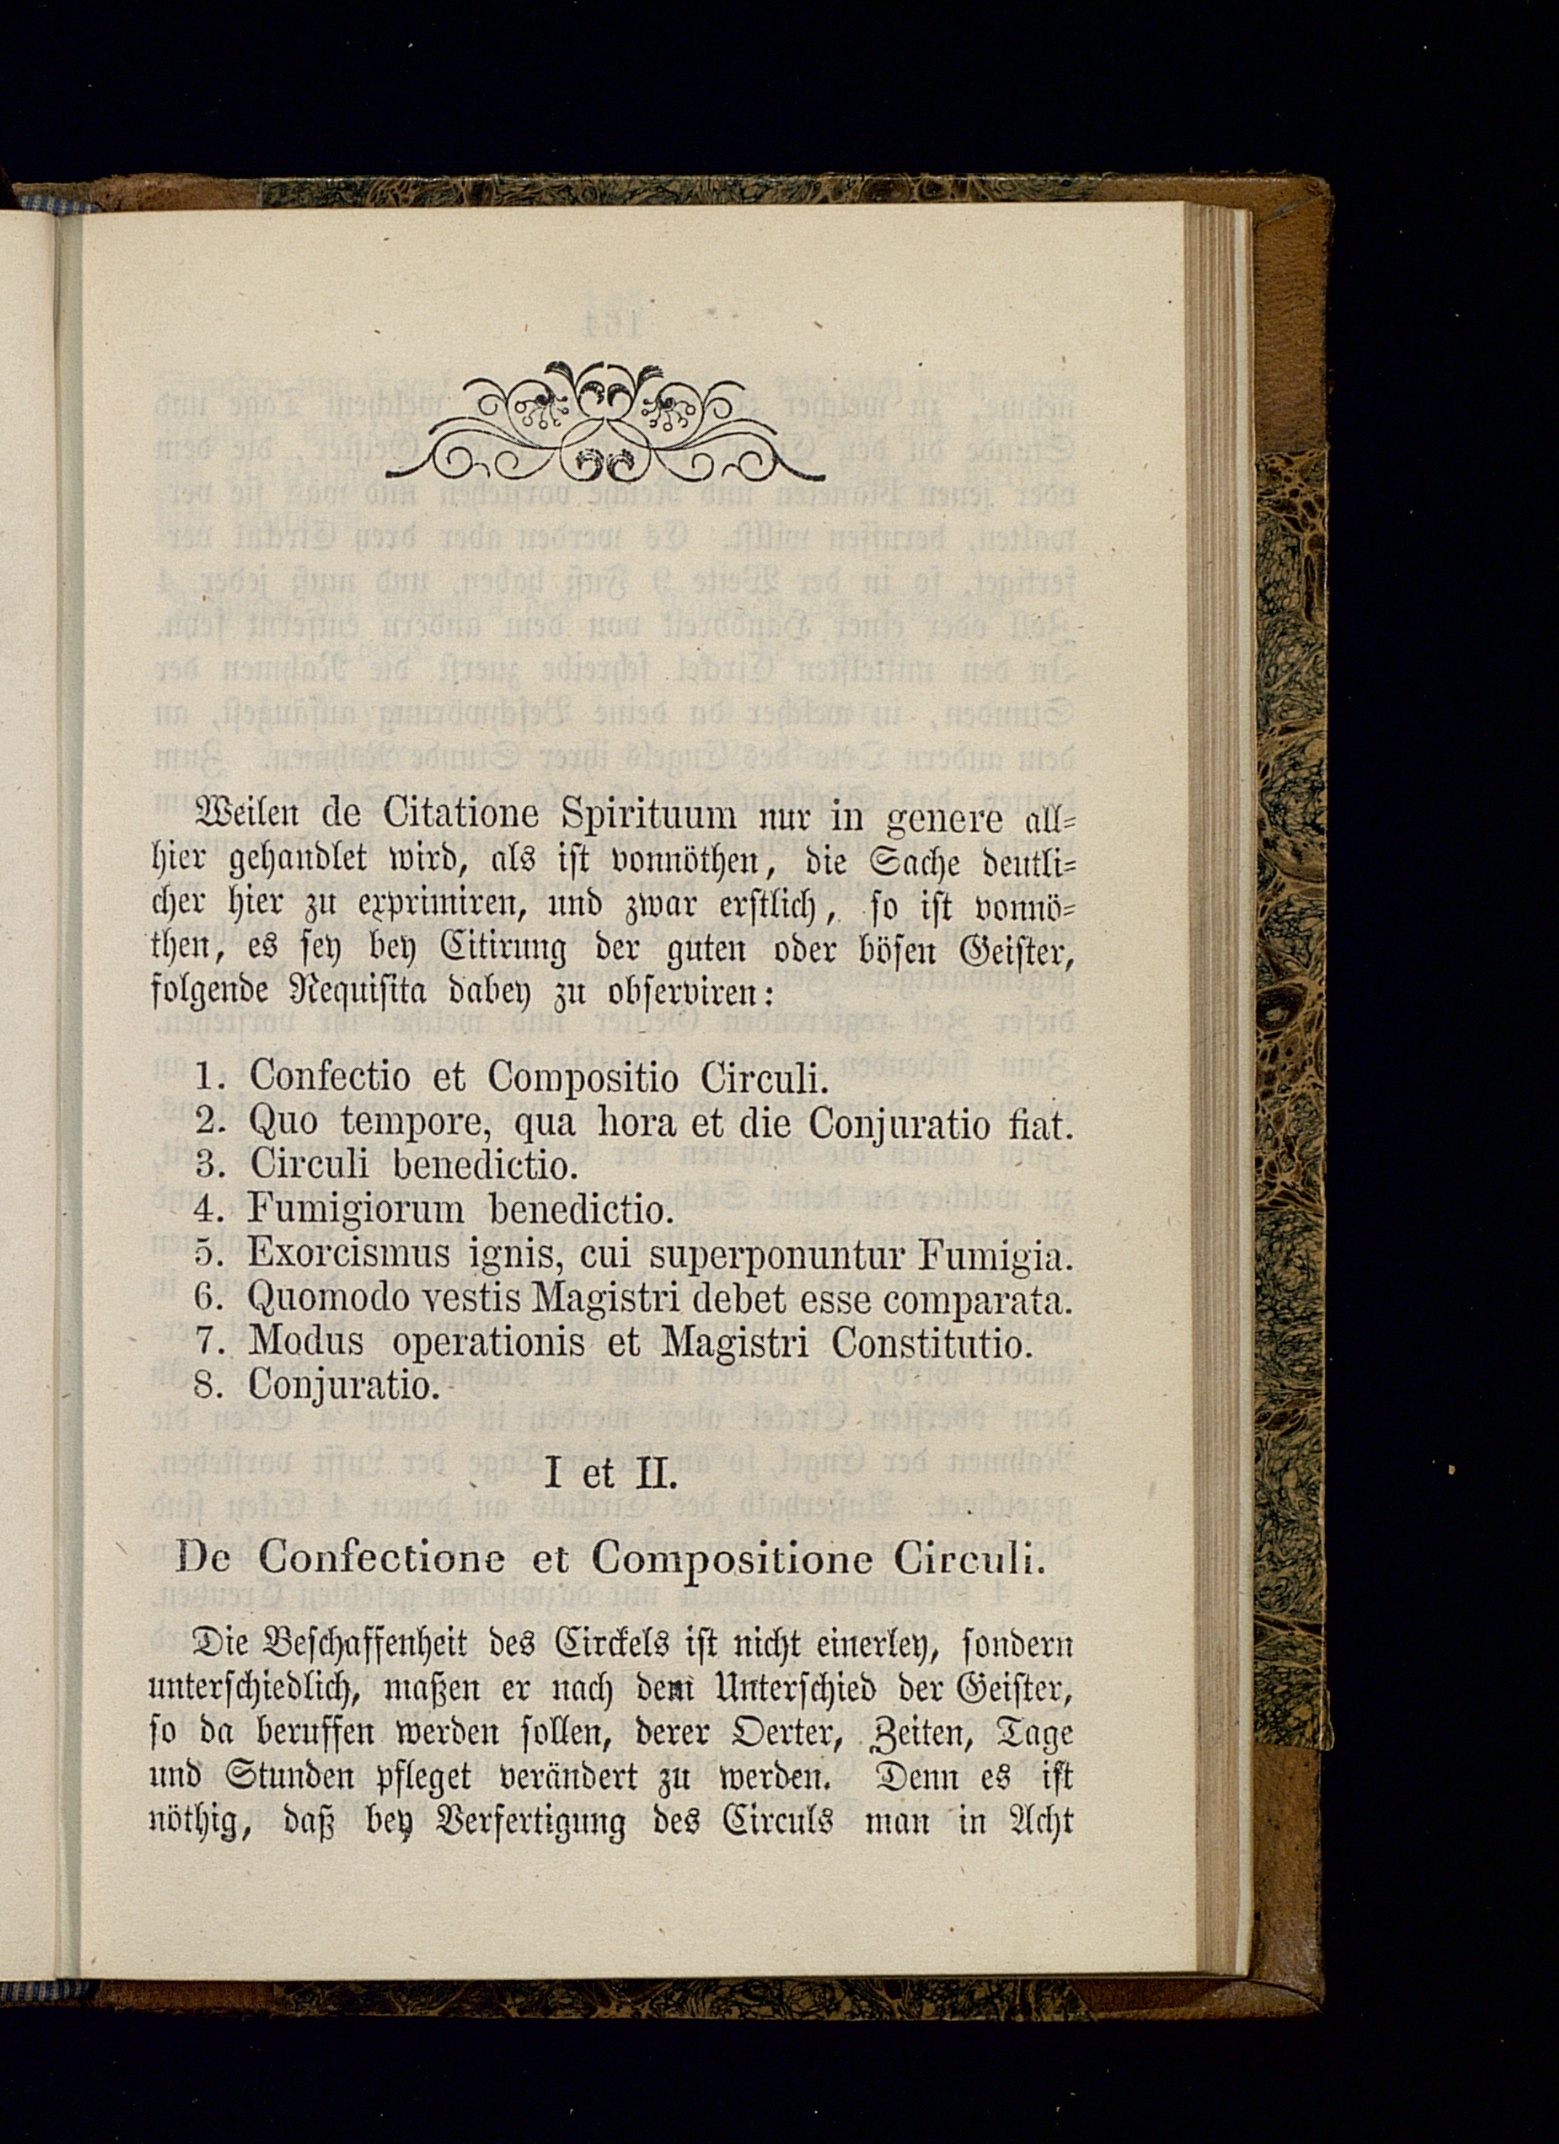 Weilen de Citatione Spirituum nur in genere all-
hier gehandlet wird, als ist vonnöthen, die Sache deutli-
cher hier zu exprimiren, und zwar erstlich, so ist vonnö-
then, es sey bey Citirung der guten oder bösen Geister,
folgende Requisita dabey zu observiren:
1. Confectio et Compositio Circuli.
2. Quo tempore, qua hora et die Conjuratio fiat.
3. Circuli benedictio.
4. Fumigiorum benedictio.
5. Exorcismus ignis, cui superponuntur Fumigia.
6. Quomodo vestis Magistri debet esse comparata.
7. Modus operationis et Magistri Constitutio.
8. Conjuratio.
I et II.
De Confectione et Compositione Circuli.
Die Beschaffenheit des Circkels ist nicht einerley, sondern
unterschiedlich, maßen er nach dem Unterschied der Geister,
so da beruffen werden sollen, derer Oerter, Zeiten, Tage
und Stunden pfleget verändert zu werden. Denn es ist
nöthig, daß bey Verfertigung des Circuls man in Acht